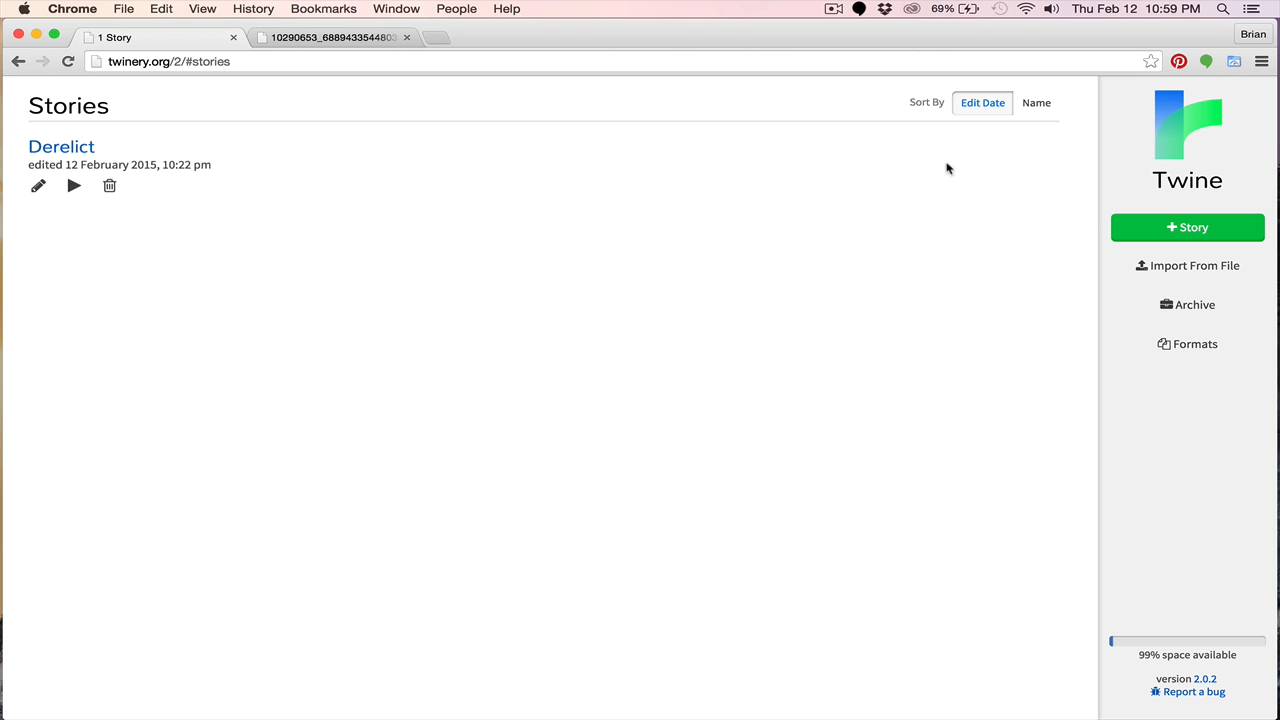 Chrome File Edit View History Bookmarks Window People Help 69% Thu Feb 12 10:59 PM
1 Story 10290653_6889433544803 Brian
twinery.org/2/#stories
Stories Sort By Edit Date Name
Derelict
edited 12 February 2015, 10:22 pm
Twine
+ Story
Import From File
Archive
Formats
99% space available
version 2.0.2
Report a bug